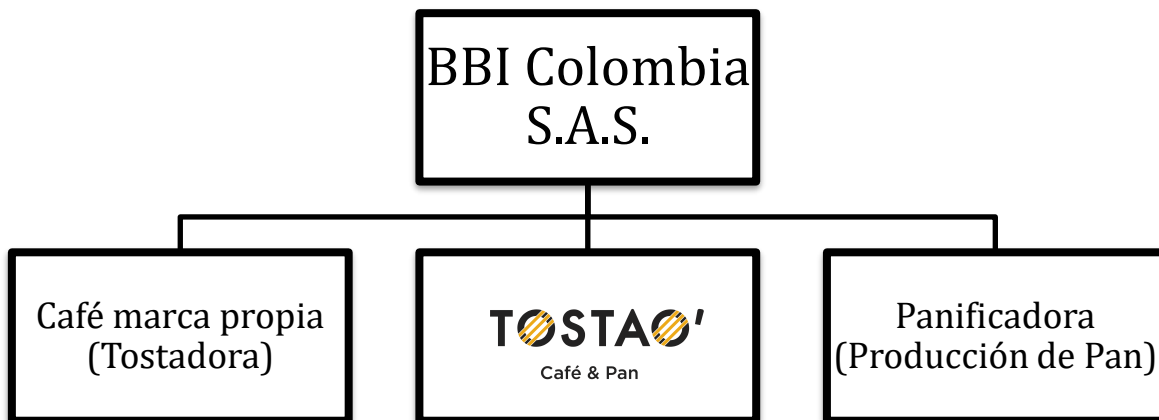 BBI Colombia
S.A.S.
Café marca propia
(Tostadora)
TOSTAO'
Café & Pan
Panificadora
(Producción de Pan)